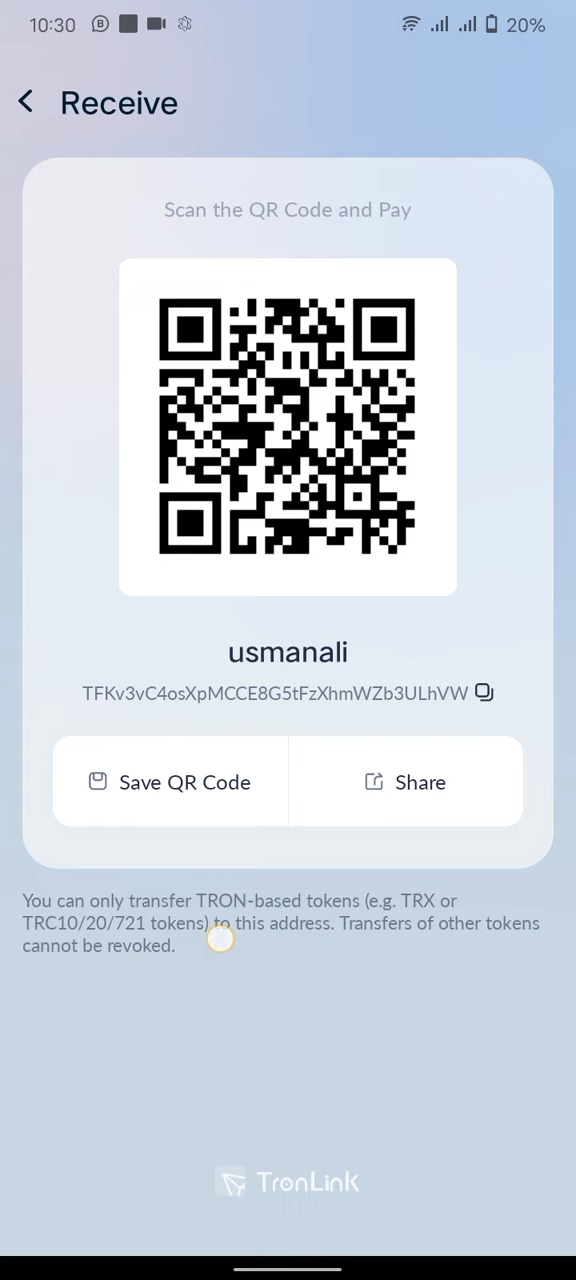 10:30
20%
Receive
Scan the QR Code and Pay
usmanali
TFKv3vC4osXpMCCE8G5tFzXhmWZb3ULhVW
Save QR Code
Share
You can only transfer TRON-based tokens (e.g. TRX or
TRC10/20/721 tokens) to this address. Transfers of other tokens
cannot be revoked.
TronLink